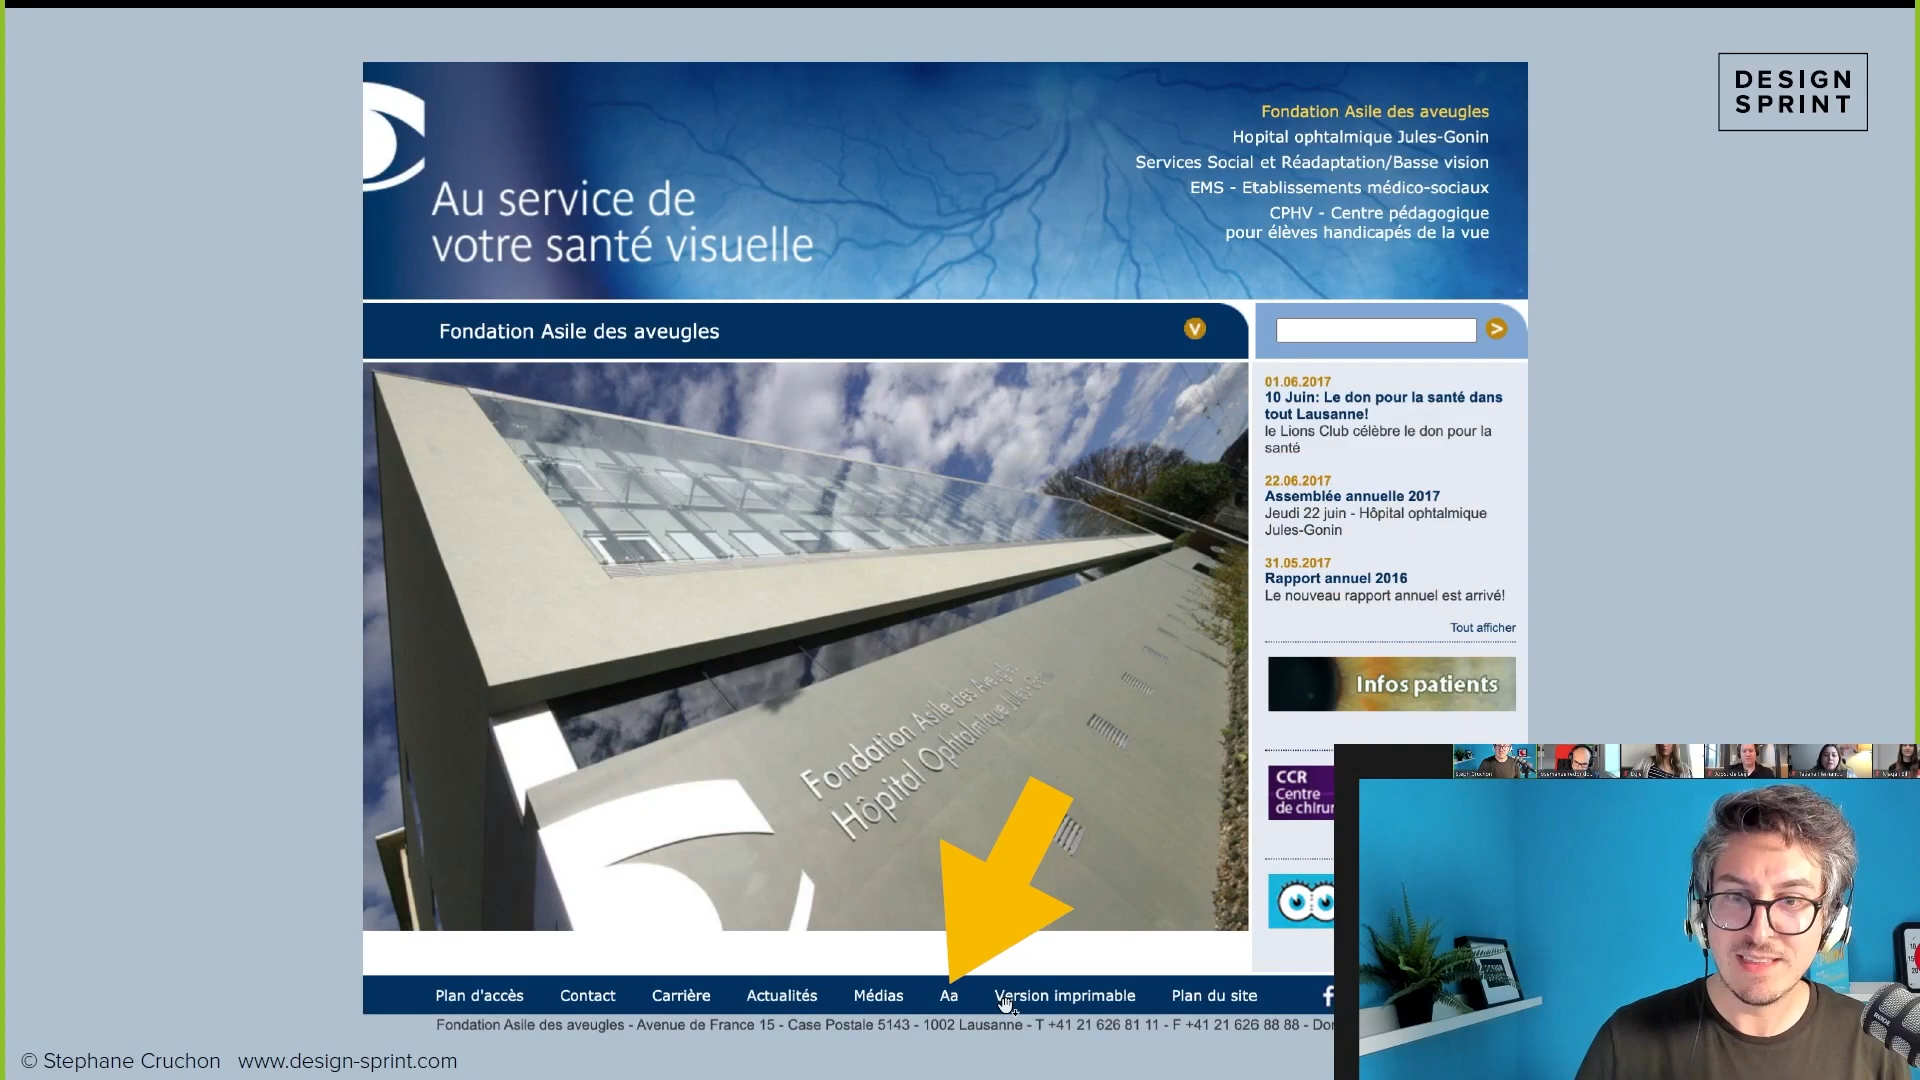 DESIGN
SPRINT
Au service de
votre santé visuelle
Fondation Asile des aveugles
Hopital ophtalmique Jules-Gonin
Services Social et Réadaptation/Basse vision
EMS - Etablissements médico-sociaux
CPHV - Centre pédagogique
pour élèves handicapés de la vue
Fondation Asile des aveugles
V
>
01.06.2017
10 Juin: Le don pour la santé dans
tout Lausanne!
le Lions Club célèbre le don pour la
santé
22.06.2017
Assemblée annuelle 2017
Jeudi 22 juin - Hôpital ophtalmique
Jules-Gonin
31.05.2017
Rapport annuel 2016
Le nouveau rapport annuel est arrivé!
Tout afficher
Fondation Asile des Aveugles
Hôpital Ophtalmique Jules-Gonin
Infos patients
CCR
Centre
de chirur
Plan d'accès Contact Carrière Actualités Médias Aa Version imprimable Plan du site f
Fondation Asile des aveugles - Avenue de France 15 - Case Postale 5143 - 1002 Lausanne - T +41 21 626 81 11 - F +41 21 626 88 88 - Don
RODE
© Stephane Cruchon www.design-sprint.com